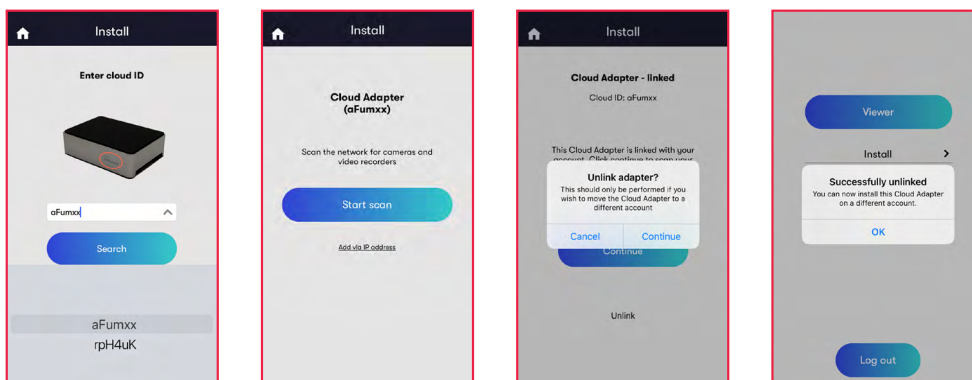 Install
Enter cloud ID
aFumxx
Search
aFumxx
rpH4uK
Install
Cloud Adapter
(aFumxx)
Scan the network for cameras and
video recorders
Start scan
Add via IP address
Install
Cloud Adapter - linked
Cloud ID: aFumxx
This Cloud Adapter is linked with your
account. Click continue to scan your
Unlink adapter?
This should only be performed if you
wish to move the Cloud Adapter to a
different account
Cancel
Continue
Continue
Unlink
Viewer
Install
Successfully unlinked
You can now install this Cloud Adapter
on a different account.
OK
Log out